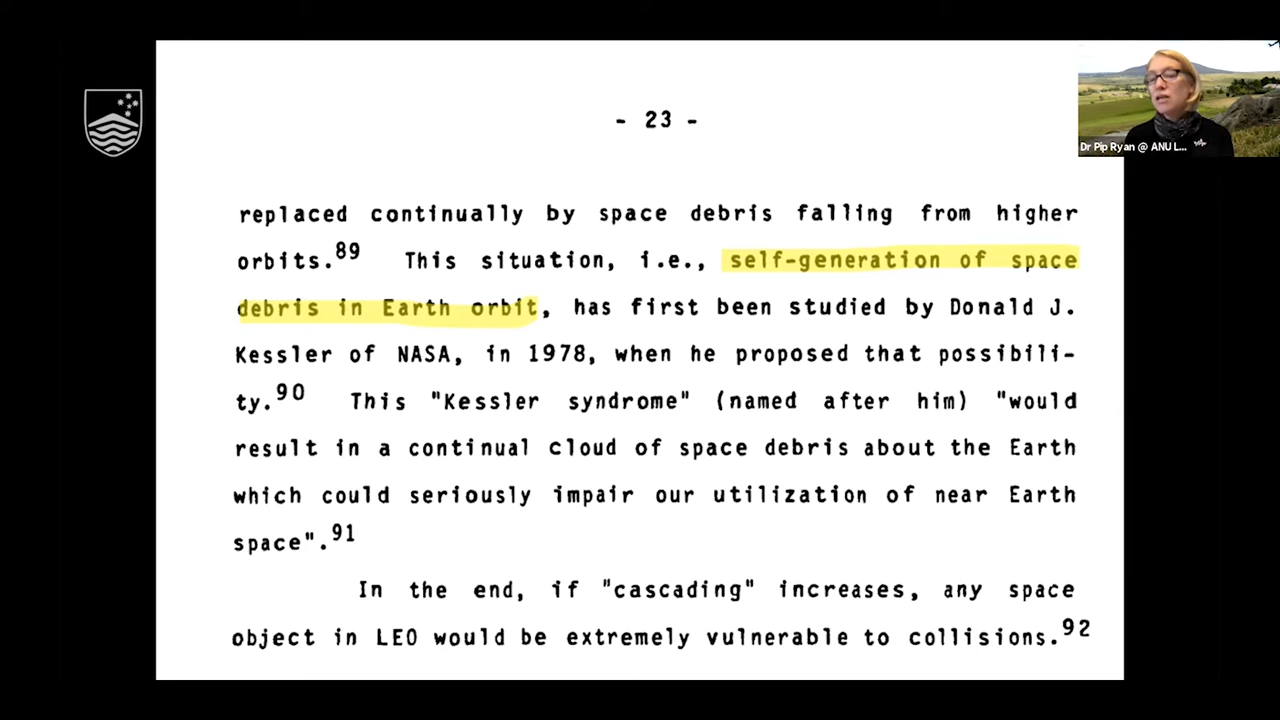 - 23 -
replaced continually by space debris falling from higher
orbits.89 This situation, i.e., self-generation of space
debris in Earth orbit, has first been studied by Donald J.
Kessler of NASA, in 1978, when he proposed that possibili-
ty.90 This "Kessler syndrome" (named after him) "would
result in a continual cloud of space debris about the Earth
which could seriously impair our utilization of near Earth
space".91
In the end, if "cascading" increases, any space
object in LEO would be extremely vulnerable to collisions.92
Dr Pip Ryan @ ANU L...